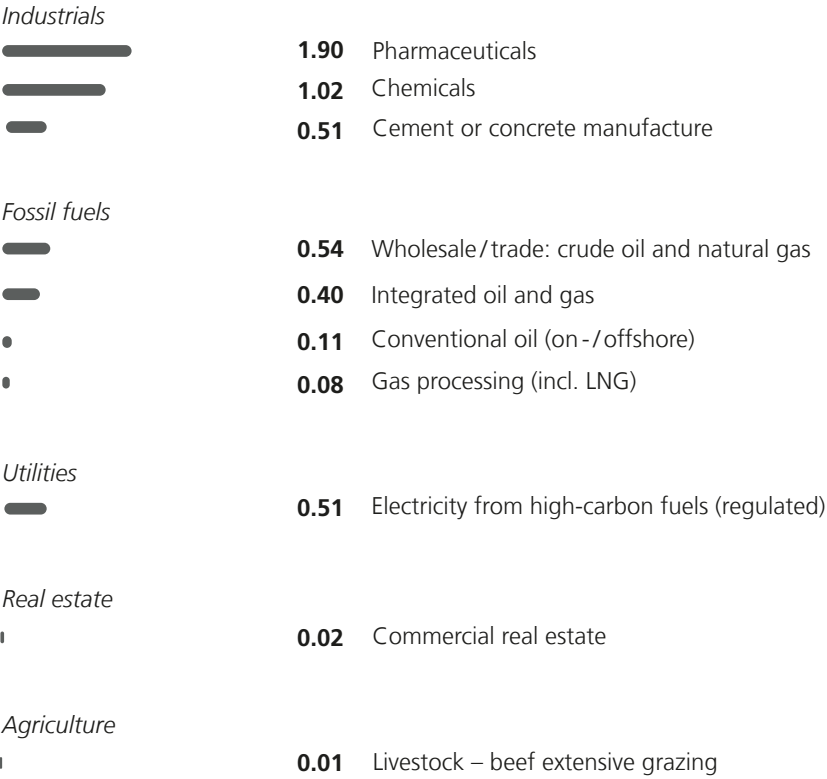 Industrials
1.90 Pharmaceuticals
1.02 Chemicals
0.51 Cement or concrete manufacture
Fossil fuels
0.54 Wholesale/trade: crude oil and natural gas
0.40 Integrated oil and gas
0.11 Conventional oil (on-/offshore)
0.08 Gas processing (incl. LNG)
Utilities
0.51 Electricity from high-carbon fuels (regulated)
Real estate
0.02 Commercial real estate
Agriculture
0.01 Livestock – beef extensive grazing